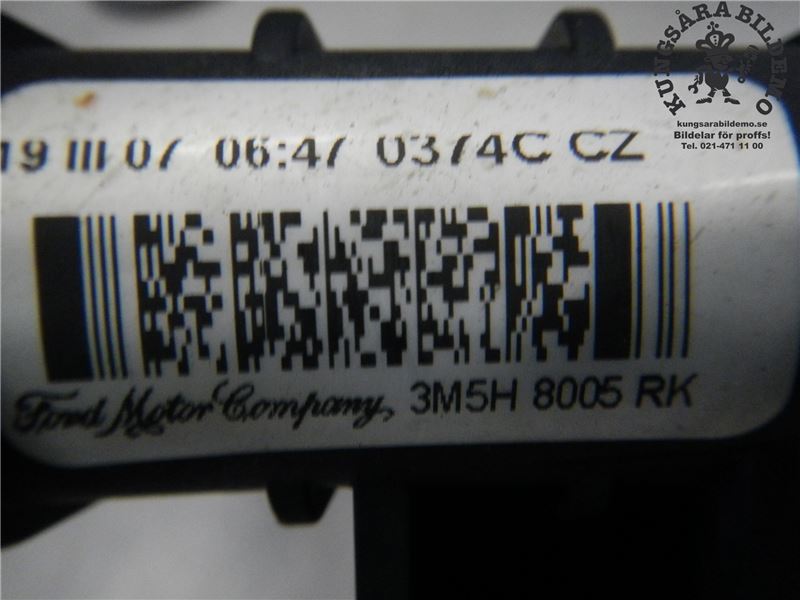 KUNGSÅRA BILDEMO
kungsarabildemo.se
Bildelar för proffs!
Tel. 021-471 11 00
19 III 07 06:47 0374C CZ
Ford Motor Company, 3M5H 8005 RK